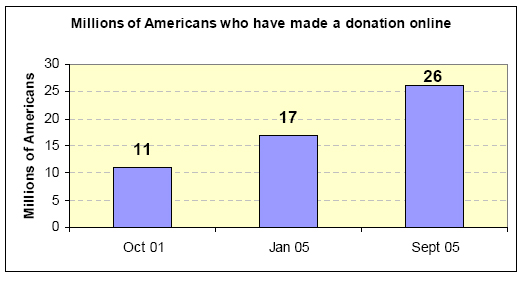 Millions of Americans who have made a donation online
Millions of Americans
30
25
20
15
10
5
0
11
17
26
Oct 01
Jan 05
Sept 05